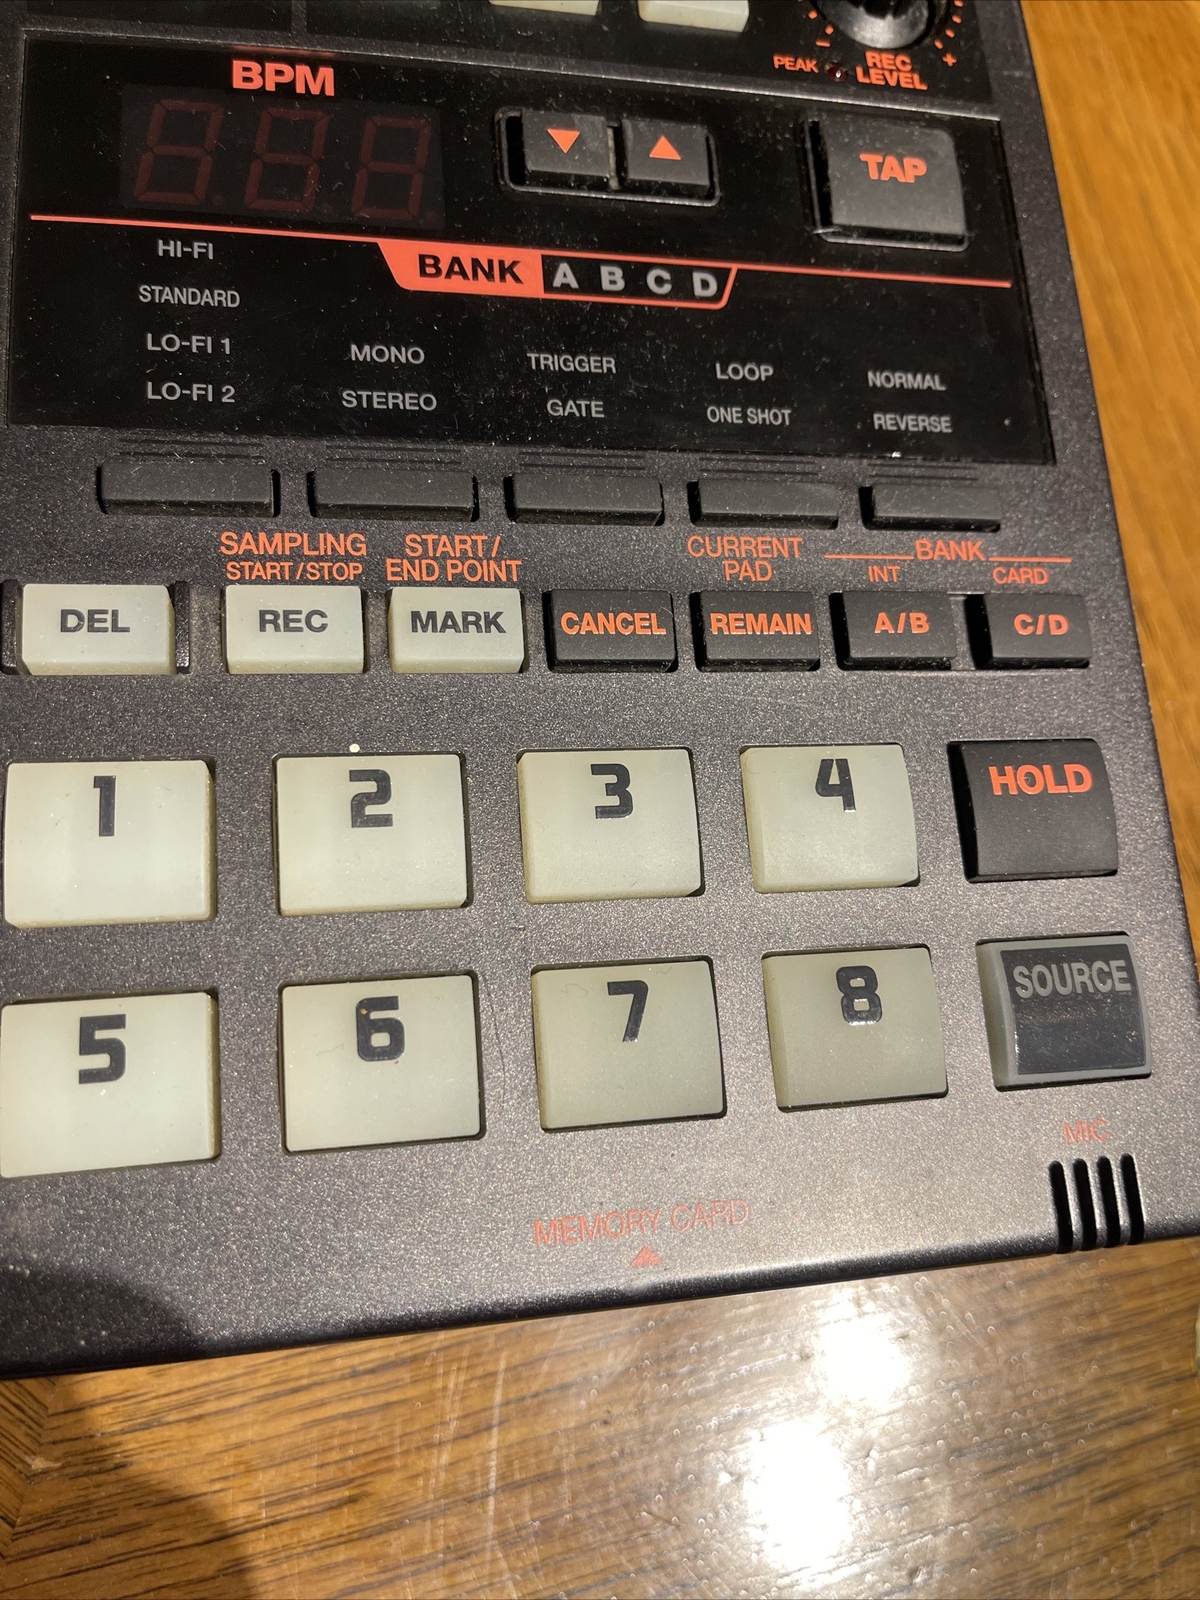 PEAK
REC
LEVEL
- +
BPM
TAP
HI-FI
BANK A B C D
STANDARD
LO-FI 1
MONO
TRIGGER
LOOP
NORMAL
LO-FI 2
STEREO
GATE
ONE SHOT
REVERSE
SAMPLING
START/STOP
START/
END POINT
CURRENT
PAD
BANK
INT
CARD
DEL
REC
MARK
CANCEL
REMAIN
A/B
C/D
1
2
3
4
HOLD
5
6
7
8
SOURCE
MIC
MEMORY CARD